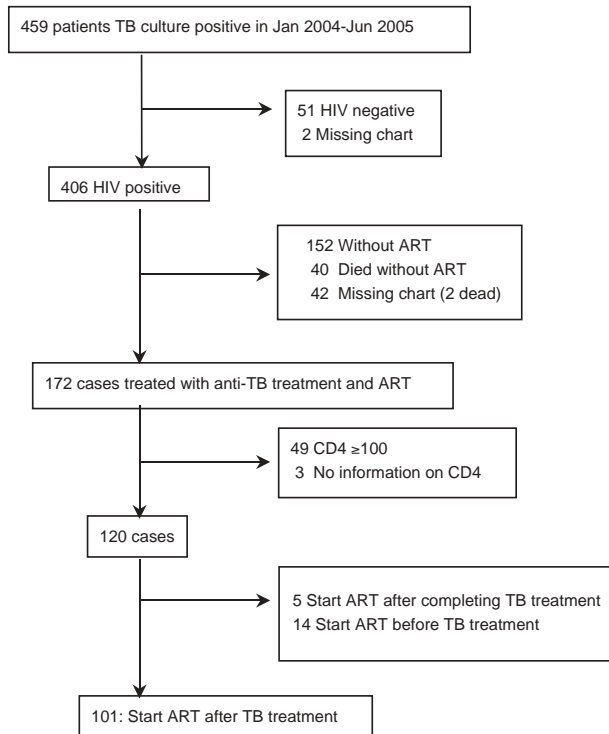 459 patients TB culture positive in Jan 2004-Jun 2005
51 HIV negative
2 Missing chart
406 HIV positive
152 Without ART
40 Died without ART
42 Missing chart (2 dead)
172 cases treated with anti-TB treatment and ART
49 CD4 ≥100
3 No information on CD4
120 cases
5 Start ART after completing TB treatment
14 Start ART before TB treatment
101: Start ART after TB treatment